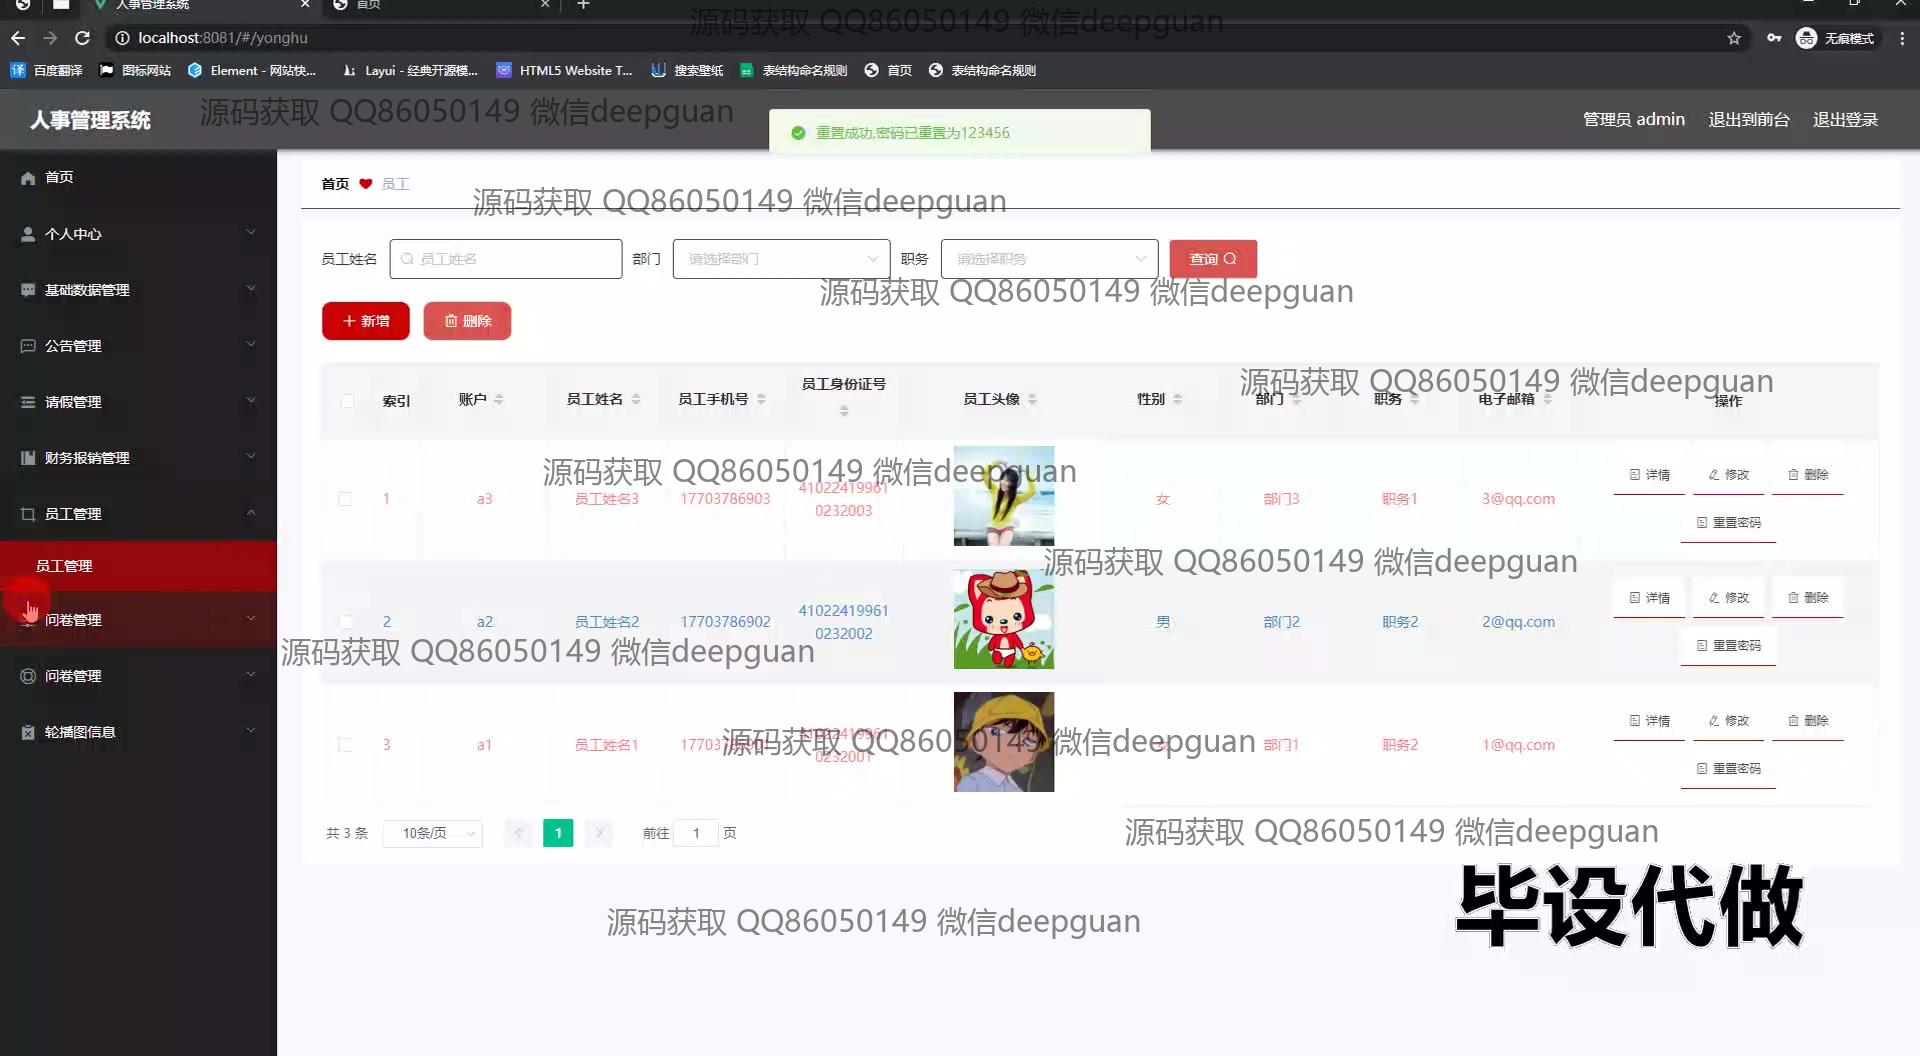 人事管理系统
首页
localhost:8081/#/yonghu
无痕模式
百度翻译
图标网站
Element - 网站快...
Layui - 经典开源模...
HTML5 Website T...
搜索壁纸
表结构命名规则
首页
表结构命名规则
源码获取 QQ86050149 微信deepguan
人事管理系统
源码获取 QQ86050149 微信deepguan
重置成功,密码已重置为123456
管理员 admin
退出到前台
退出登录
首页
个人中心
基础数据管理
公告管理
请假管理
财务报销管理
员工管理
员工管理
问卷管理
问卷管理
轮播图信息
首页 员工
源码获取 QQ86050149 微信deepguan
员工姓名 员工姓名 部门 请选择部门 职务 请选择职务 查询
源码获取 QQ86050149 微信deepguan
新增 删除
源码获取 QQ86050149 微信deepguan
索引 账户 员工姓名 员工手机号 员工身份证号 员工头像 性别 部门 职务 电子邮箱 操作
源码获取 QQ86050149 微信deepguan
1 a3 员工姓名3 17703786903 41022419961 0232003 女 部门3 职务1 3@qq.com 详情 修改 删除
重置密码
源码获取 QQ86050149 微信deepguan
2 a2 员工姓名2 17703786902 41022419961 0232002 男 部门2 职务2 2@qq.com 详情 修改 删除
重置密码
源码获取 QQ86050149 微信deepguan
3 a1 员工姓名1 0232001 部门1 职务2 1@qq.com 详情 修改 删除
重置密码
源码获取 QQ86050149 微信deepguan
共 3 条 10条/页 1 前往 1 页
源码获取 QQ86050149 微信deepguan
毕设代做
源码获取 QQ86050149 微信deepguan